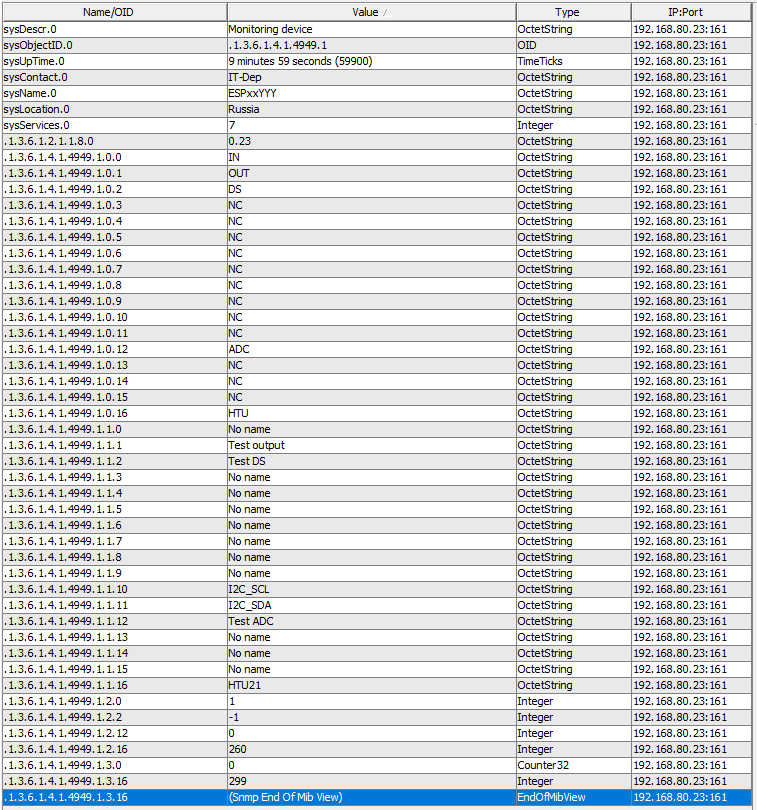 Name/OID Value Type IP:Port
sysDescr.0 Monitoring device OctetString 192.168.80.23:161
sysObjectID.0 .1.3.6.1.4.1.4949.1 OID 192.168.80.23:161
sysUpTime.0 9 minutes 59 seconds (59900) TimeTicks 192.168.80.23:161
sysContact.0 IT-Dep OctetString 192.168.80.23:161
sysName.0 ESPxxYYY OctetString 192.168.80.23:161
sysLocation.0 Russia OctetString 192.168.80.23:161
sysServices.0 7 Integer 192.168.80.23:161
.1.3.6.1.2.1.1.8.0 0.23 OctetString 192.168.80.23:161
.1.3.6.1.4.1.4949.1.0.0 IN OctetString 192.168.80.23:161
.1.3.6.1.4.1.4949.1.0.1 OUT OctetString 192.168.80.23:161
.1.3.6.1.4.1.4949.1.0.2 DS OctetString 192.168.80.23:161
.1.3.6.1.4.1.4949.1.0.3 NC OctetString 192.168.80.23:161
.1.3.6.1.4.1.4949.1.0.4 NC OctetString 192.168.80.23:161
.1.3.6.1.4.1.4949.1.0.5 NC OctetString 192.168.80.23:161
.1.3.6.1.4.1.4949.1.0.6 NC OctetString 192.168.80.23:161
.1.3.6.1.4.1.4949.1.0.7 NC OctetString 192.168.80.23:161
.1.3.6.1.4.1.4949.1.0.8 NC OctetString 192.168.80.23:161
.1.3.6.1.4.1.4949.1.0.9 NC OctetString 192.168.80.23:161
.1.3.6.1.4.1.4949.1.0.10 NC OctetString 192.168.80.23:161
.1.3.6.1.4.1.4949.1.0.11 NC OctetString 192.168.80.23:161
.1.3.6.1.4.1.4949.1.0.12 ADC OctetString 192.168.80.23:161
.1.3.6.1.4.1.4949.1.0.13 NC OctetString 192.168.80.23:161
.1.3.6.1.4.1.4949.1.0.14 NC OctetString 192.168.80.23:161
.1.3.6.1.4.1.4949.1.0.15 NC OctetString 192.168.80.23:161
.1.3.6.1.4.1.4949.1.0.16 HTU OctetString 192.168.80.23:161
.1.3.6.1.4.1.4949.1.1.0 No name OctetString 192.168.80.23:161
.1.3.6.1.4.1.4949.1.1.1 Test output OctetString 192.168.80.23:161
.1.3.6.1.4.1.4949.1.1.2 Test DS OctetString 192.168.80.23:161
.1.3.6.1.4.1.4949.1.1.3 No name OctetString 192.168.80.23:161
.1.3.6.1.4.1.4949.1.1.4 No name OctetString 192.168.80.23:161
.1.3.6.1.4.1.4949.1.1.5 No name OctetString 192.168.80.23:161
.1.3.6.1.4.1.4949.1.1.6 No name OctetString 192.168.80.23:161
.1.3.6.1.4.1.4949.1.1.7 No name OctetString 192.168.80.23:161
.1.3.6.1.4.1.4949.1.1.8 No name OctetString 192.168.80.23:161
.1.3.6.1.4.1.4949.1.1.9 No name OctetString 192.168.80.23:161
.1.3.6.1.4.1.4949.1.1.10 I2C_SCL OctetString 192.168.80.23:161
.1.3.6.1.4.1.4949.1.1.11 I2C_SDA OctetString 192.168.80.23:161
.1.3.6.1.4.1.4949.1.1.12 Test ADC OctetString 192.168.80.23:161
.1.3.6.1.4.1.4949.1.1.13 No name OctetString 192.168.80.23:161
.1.3.6.1.4.1.4949.1.1.14 No name OctetString 192.168.80.23:161
.1.3.6.1.4.1.4949.1.1.15 No name OctetString 192.168.80.23:161
.1.3.6.1.4.1.4949.1.1.16 HTU21 OctetString 192.168.80.23:161
.1.3.6.1.4.1.4949.1.2.0 1 Integer 192.168.80.23:161
.1.3.6.1.4.1.4949.1.2.2 -1 Integer 192.168.80.23:161
.1.3.6.1.4.1.4949.1.2.12 0 Integer 192.168.80.23:161
.1.3.6.1.4.1.4949.1.2.16 260 Integer 192.168.80.23:161
.1.3.6.1.4.1.4949.1.3.0 0 Counter32 192.168.80.23:161
.1.3.6.1.4.1.4949.1.3.16 299 Integer 192.168.80.23:161
.1.3.6.1.4.1.4949.1.3.16 (Snmp End Of Mib View) EndOfMibView 192.168.80.23:161